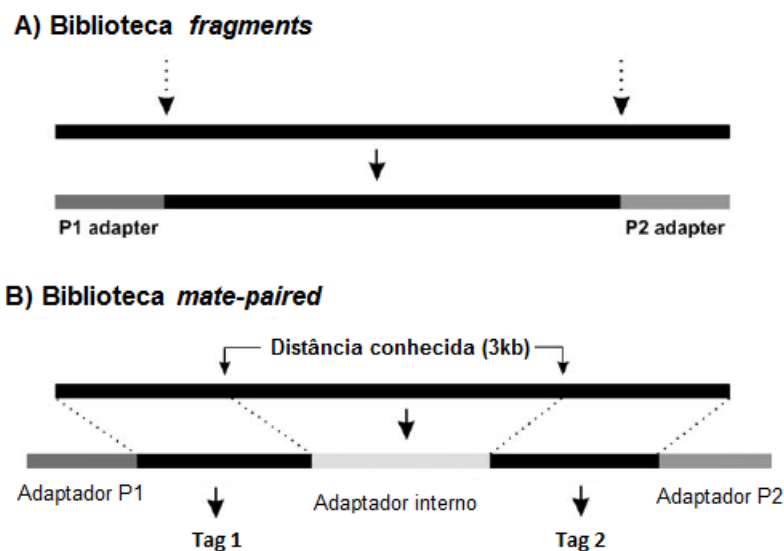 A) Biblioteca fragments
P1 adapter
P2 adapter
B) Biblioteca mate-paired
Distância conhecida (3kb)
Adaptador P1
Adaptador interno
Adaptador P2
Tag 1
Tag 2